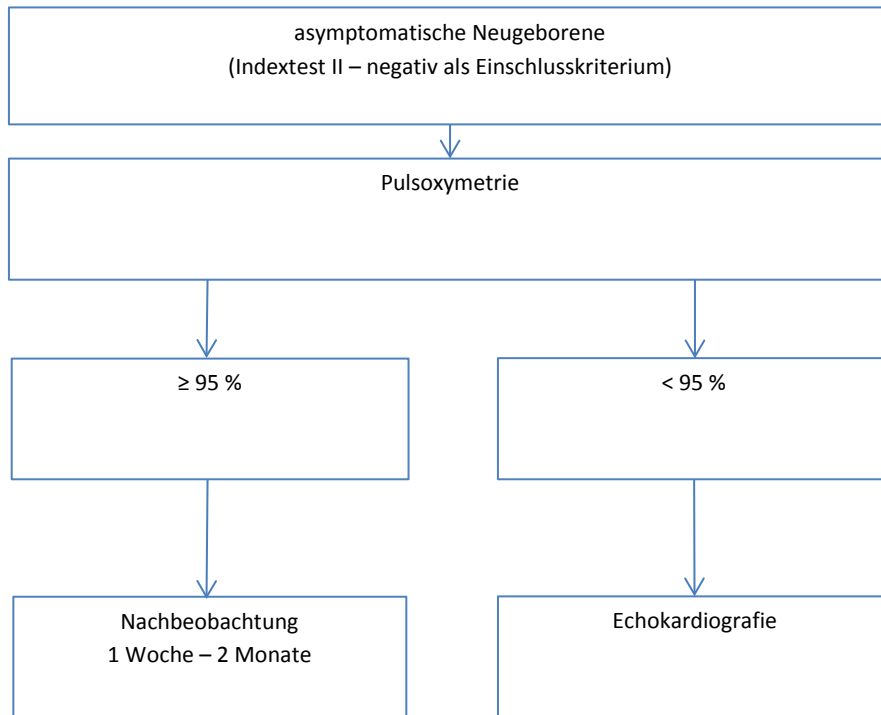 asymptomatische Neugeborene
(Indextest II – negativ als Einschlusskriterium)
Pulsoxymetrie
≥ 95 %
< 95 %
Nachbeobachtung
1 Woche – 2 Monate
Echokardiografie